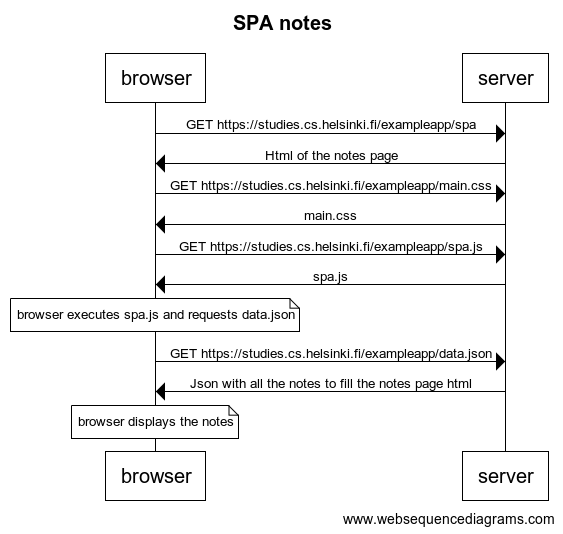 SPA notes
browser
server
GET https://studies.cs.helsinki.fi/exampleapp/spa
Html of the notes page
GET https://studies.cs.helsinki.fi/exampleapp/main.css
main.css
GET https://studies.cs.helsinki.fi/exampleapp/spa.js
spa.js
browser executes spa.js and requests data.json
GET https://studies.cs.helsinki.fi/exampleapp/data.json
Json with all the notes to fill the notes page html
browser displays the notes
browser
server
www.websequencediagrams.com